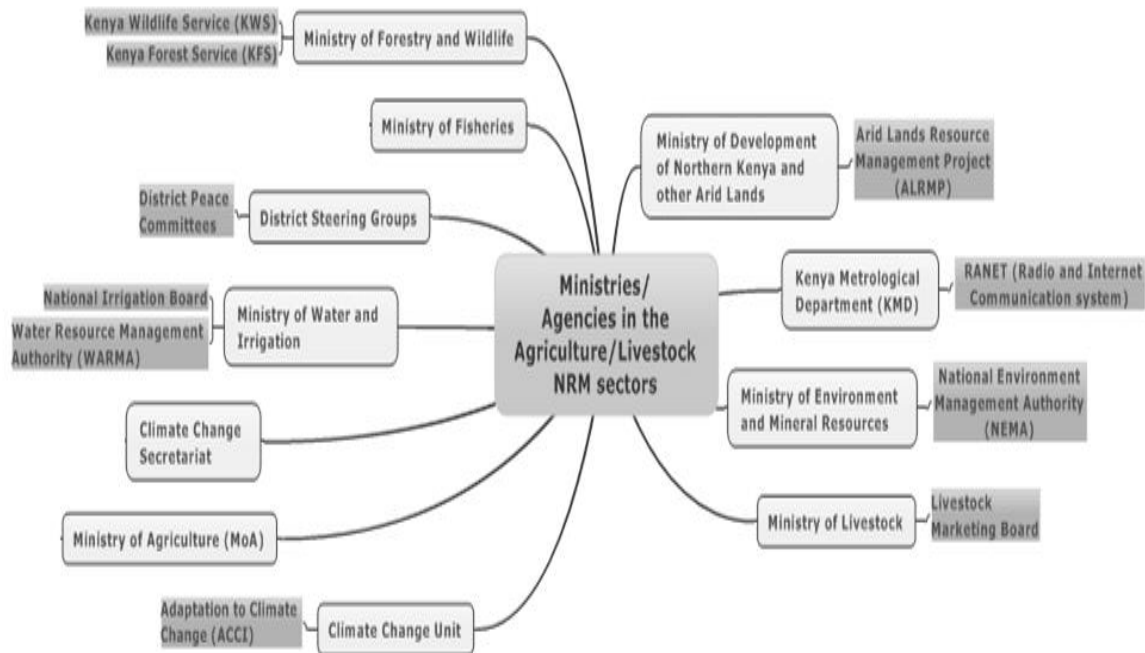 Kenya Wildlife Service (KWS)
Kenya Forest Service (KFS)
Ministry of Forestry and Wildlife
Ministry of Fisheries
District Peace
Committees
District Steering Groups
National Irrigation Board
Water Resource Management
Authority (WARMA)
Ministry of Water and
Irrigation
Climate Change
Secretariat
Ministry of Agriculture (MoA)
Adaptation to Climate
Change (ACCI)
Climate Change Unit
Ministries/
Agencies in the
Agriculture/Livestock
NRM sectors
Ministry of Development
of Northern Kenya and
other Arid Lands
Arid Lands Resource
Management Project
(ALRMP)
Kenya Metrological
Department (KMD)
RANET (Radio and Internet
Communication system)
Ministry of Environment
and Mineral Resources
National Environment
Management Authority
(NEMA)
Ministry of Livestock
Livestock
Marketing Board